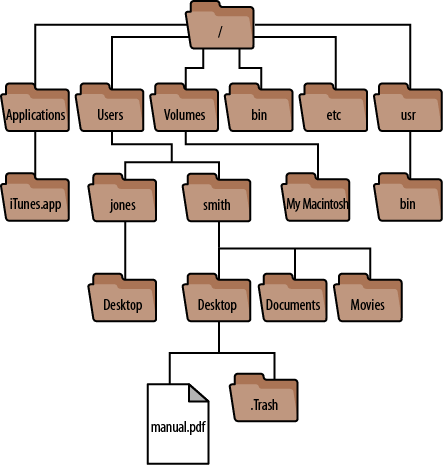 /
Applications
Users
Volumes
bin
etc
usr
iTunes.app
jones
smith
My Macintosh
bin
Desktop
Desktop
Documents
Movies
manual.pdf
.Trash